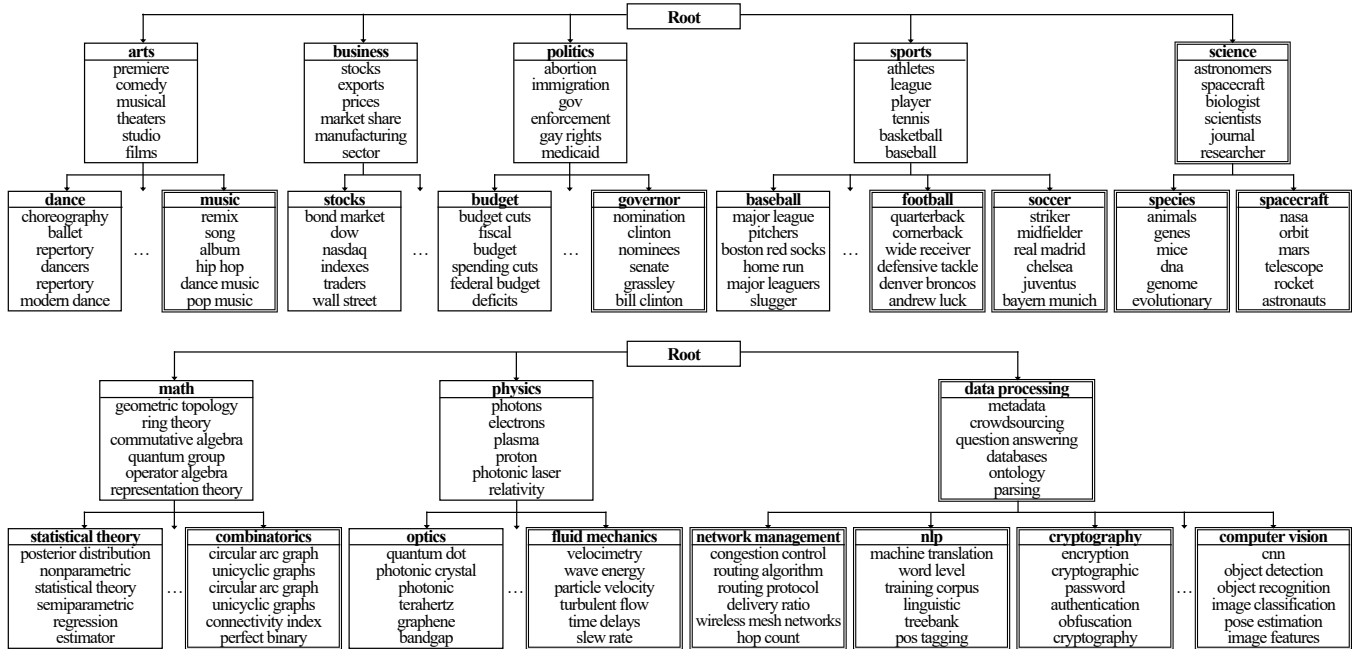 Root
arts
premiere
comedy
musical
theaters
studio
films
business
stocks
exports
prices
market share
manufacturing
sector
politics
abortion
immigration
gov
enforcement
gay rights
medicaid
sports
athletes
league
player
tennis
basketball
baseball
science
astronomers
spacecraft
biologist
scientists
journal
researcher
dance
choreography
ballet
repertory
dancers
repertory
modern dance
...
music
remix
song
album
hip hop
dance music
pop music
stocks
bond market
dow
nasdaq
indexes
traders
wall street
...
budget
budget cuts
fiscal
budget
spending cuts
federal budget
deficits
...
governor
nomination
clinton
nominees
senate
grassley
bill clinton
baseball
major league
pitchers
boston red socks
home run
major leaguers
slugger
...
football
quarterback
cornerback
wide receiver
defensive tackle
denver broncos
andrew luck
soccer
striker
midfielder
real madrid
chelsea
juventus
bayern munich
species
animals
genes
mice
dna
genome
evolutionary
spacecraft
nasa
orbit
mars
telescope
rocket
astronauts
Root
math
geometric topology
ring theory
commutative algebra
quantum group
operator algebra
representation theory
physics
photons
electrons
plasma
proton
photonic laser
relativity
data processing
metadata
crowdsourcing
question answering
databases
ontology
parsing
statistical theory
posterior distribution
nonparametric
statistical theory
semiparametric
regression
estimator
...
combinatorics
circular arc graph
unicyclic graphs
circular arc graph
unicyclic graphs
connectivity index
perfect binary
optics
quantum dot
photonic crystal
photonic
terahertz
graphene
bandgap
...
fluid mechanics
velocimetry
wave energy
particle velocity
turbulent flow
time delays
slew rate
network management
congestion control
routing algorithm
routing protocol
delivery ratio
wireless mesh networks
hop count
nlp
machine translation
word level
training corpus
linguistic
treebank
pos tagging
cryptography
encryption
cryptographic
password
authentication
obfuscation
cryptography
...
computer vision
cnn
object detection
object recognition
image classification
pose estimation
image features